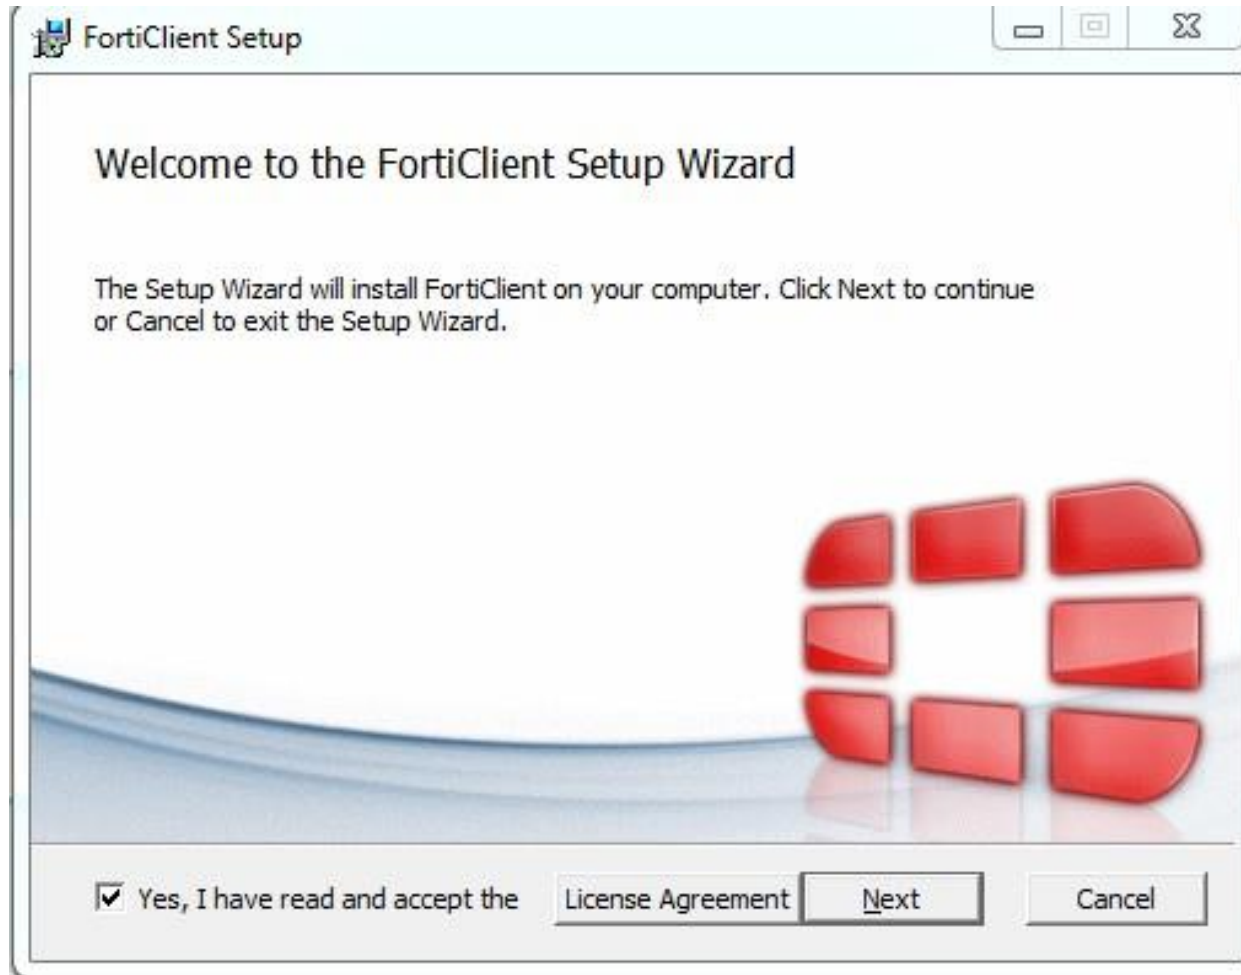 FortiClient Setup
Welcome to the FortiClient Setup Wizard
The Setup Wizard will install FortiClient on your computer. Click Next to continue
or Cancel to exit the Setup Wizard.
Yes, I have read and accept the License Agreement Next Cancel